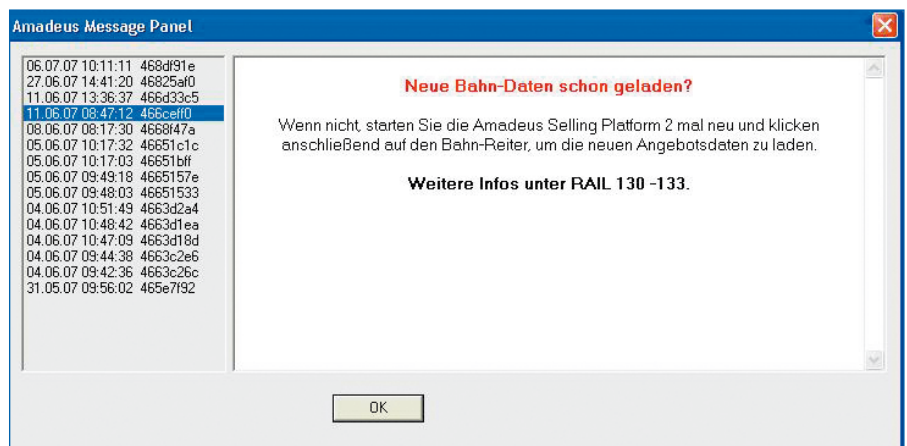 Amadeus Message Panel
06.07.07 10:11:11 468df91e
27.06.07 14:41:20 46825af0
11.06.07 13:36:37 466d33c5
11.06.07 08:47:12 466ceff0
08.06.07 08:17:30 4668f47a
05.06.07 10:17:32 46651c1c
05.06.07 10:17:03 46651bff
05.06.07 09:49:18 4665157e
05.06.07 09:48:03 46651533
04.06.07 10:51:49 4663d2a4
04.06.07 10:48:42 4663d1ea
04.06.07 10:47:09 4663d18d
04.06.07 09:44:38 4663c2e6
04.06.07 09:42:36 4663c26c
31.05.07 09:56:02 465e7f92
Neue Bahn-Daten schon geladen?
Wenn nicht, starten Sie die Amadeus Selling Platform 2 mal neu und klicken
anschließend auf den Bahn-Reiter, um die neuen Angebotsdaten zu laden.
Weitere Infos unter RAIL 130 -133.
OK